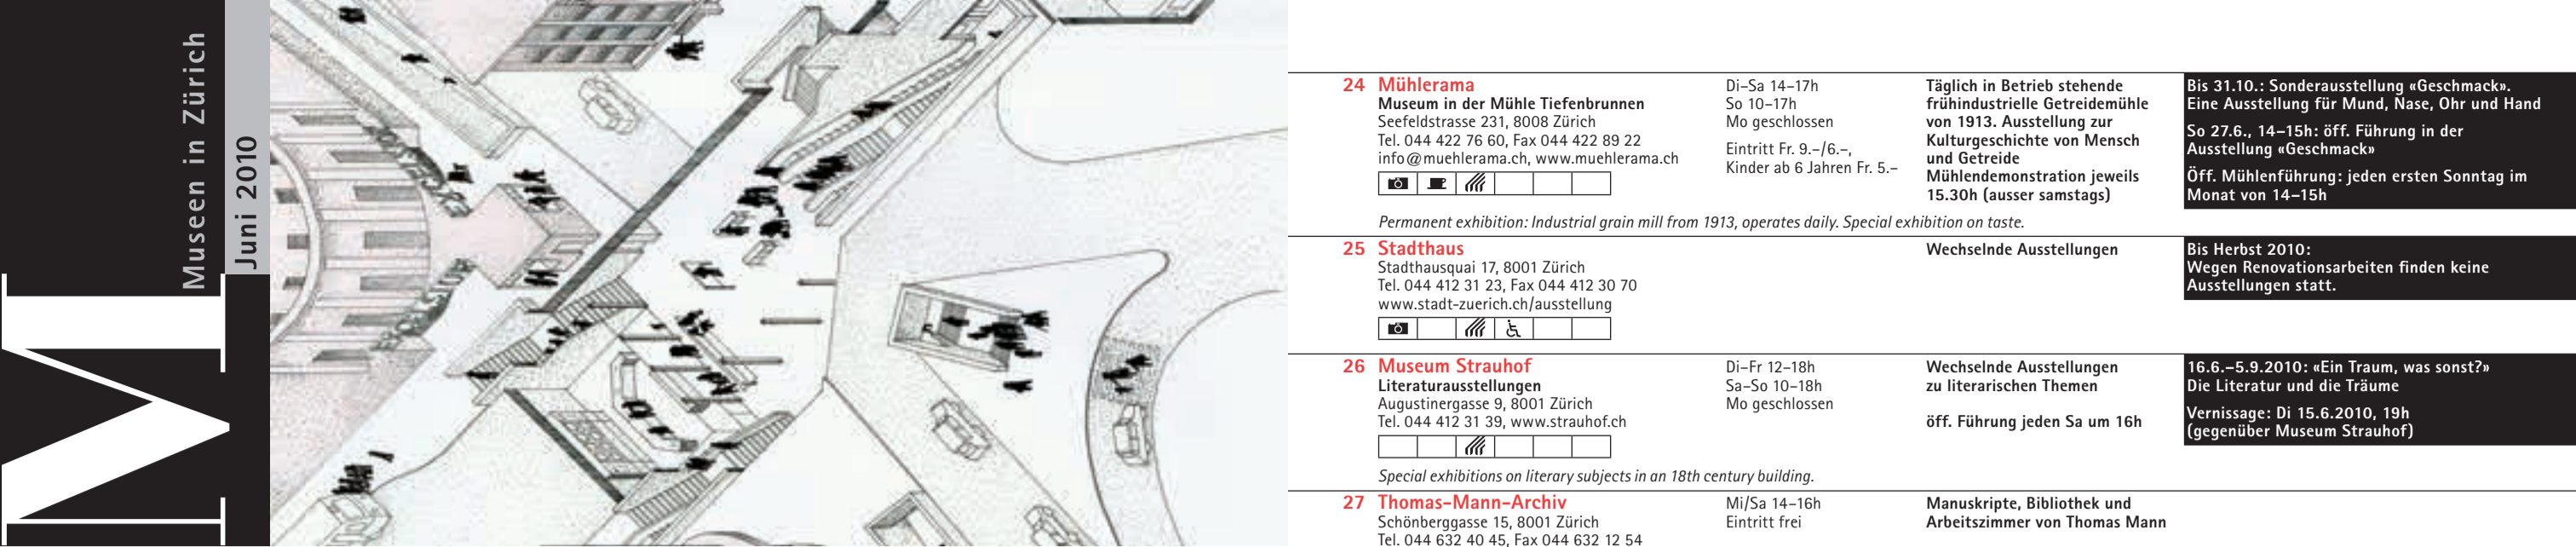 Museen in Zürich
Juni 2010
M
24 Mühlerama
Museum in der Mühle Tiefenbrunnen
Seefeldstrasse 231, 8008 Zürich
Tel. 044 422 76 60, Fax 044 422 89 22
info@muehlerama.ch, www.muehlerama.ch
Di–Sa 14–17h
So 10–17h
Mo geschlossen
Eintritt Fr. 9.–/6.–,
Kinder ab 6 Jahren Fr. 5.–
Täglich in Betrieb stehende
frühindustrielle Getreidemühle
von 1913. Ausstellung zur
Kulturgeschichte von Mensch
und Getreide
Mühlendemonstration jeweils
15.30h (ausser samstags)
Bis 31.10.: Sonderausstellung «Geschmack».
Eine Ausstellung für Mund, Nase, Ohr und Hand
So 27.6., 14–15h: öff. Führung in der
Ausstellung «Geschmack»
Öff. Mühlenführung: jeden ersten Sonntag im
Monat von 14–15h
Permanent exhibition: Industrial grain mill from 1913, operates daily. Special exhibition on taste.
25 Stadthaus
Stadthausquai 17, 8001 Zürich
Tel. 044 412 31 23, Fax 044 412 30 70
www.stadt-zuerich.ch/ausstellung
Wechselnde Ausstellungen
Bis Herbst 2010:
Wegen Renovationsarbeiten finden keine
Ausstellungen statt.
26 Museum Strauhof
Literaturausstellungen
Augustinergasse 9, 8001 Zürich
Tel. 044 412 31 39, www.strauhof.ch
Di–Fr 12–18h
Sa–So 10–18h
Mo geschlossen
Wechselnde Ausstellungen
zu literarischen Themen
öff. Führung jeden Sa um 16h
16.6.–5.9.2010: «Ein Traum, was sonst?»
Die Literatur und die Träume
Vernissage: Di 15.6.2010, 19h
(gegenüber Museum Strauhof)
Special exhibitions on literary subjects in an 18th century building.
27 Thomas-Mann-Archiv
Schönberggasse 15, 8001 Zürich
Tel. 044 632 40 45, Fax 044 632 12 54
Mi/Sa 14–16h
Eintritt frei
Manuskripte, Bibliothek und
Arbeitszimmer von Thomas Mann